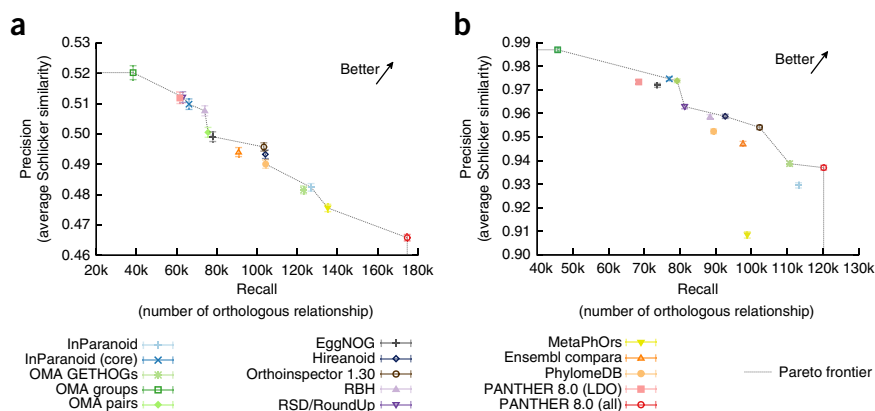 a
0.53
0.52
0.51
0.50
0.49
0.48
0.47
0.46
Precision
(average Schlicker similarity)
Better
20k 40k 60k 80k 100k 120k 140k 160k 180k
Recall
(number of orthologous relationship)
b
0.99
0.98
0.97
0.96
0.95
0.94
0.93
0.92
0.91
0.90
Precision
(average Schlicker similarity)
Better
40k 50k 60k 70k 80k 90k 100k 110k 120k 130k
Recall
(number of orthologous relationship)
InParanoid
InParanoid (core)
OMA GETHOGs
OMA groups
OMA pairs
EggNOG
Hireanoid
Orthoinspector 1.30
RBH
RSD/RoundUp
MetaPhOrs
Ensembl compara
PhylomeDB
PANTHER 8.0 (LDO)
PANTHER 8.0 (all)
Pareto frontier